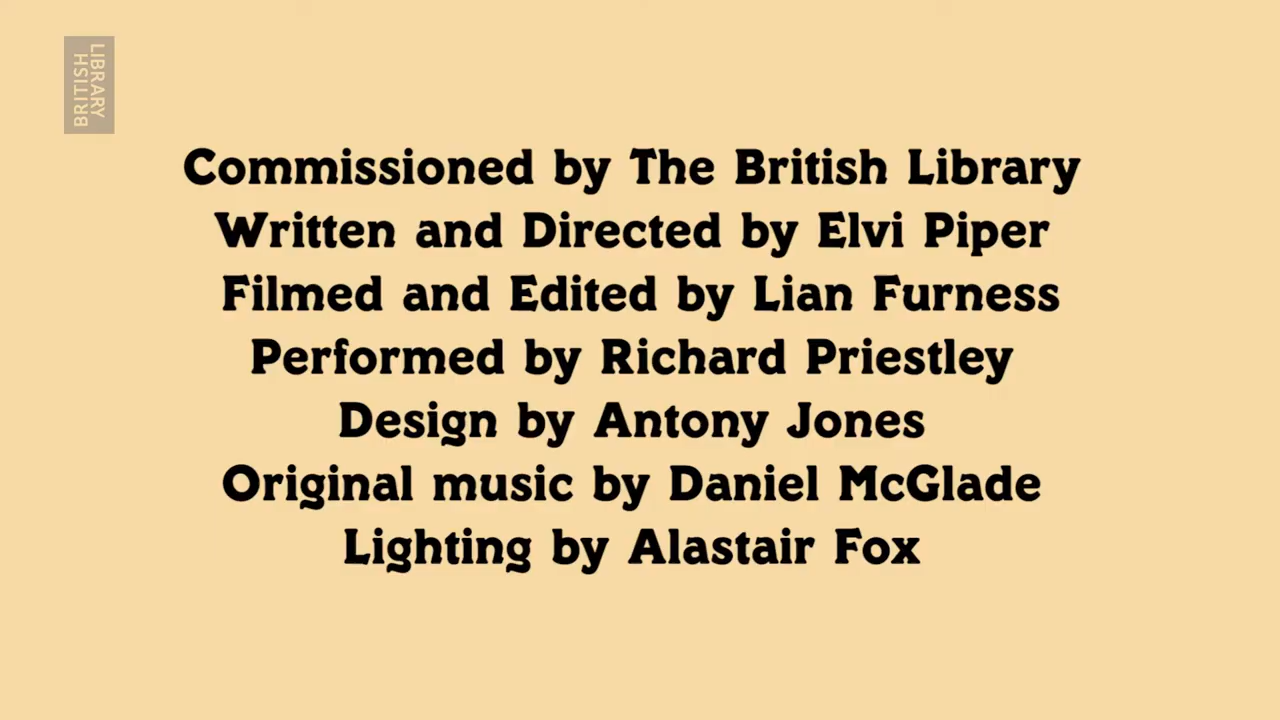 BRITISH
LIBRARY
Commissioned by The British Library
Written and Directed by Elvi Piper
Filmed and Edited by Lian Furness
Performed by Richard Priestley
Design by Antony Jones
Original music by Daniel McGlade
Lighting by Alastair Fox